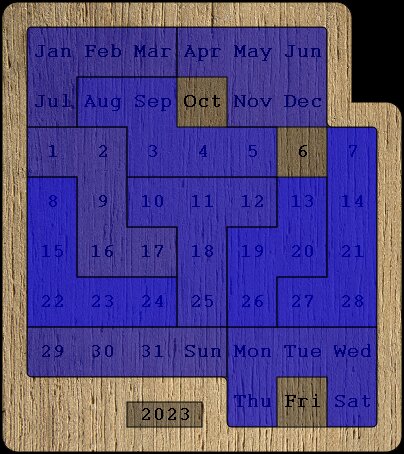 Jan Feb Mar Apr May Jun
Jul Aug Sep Oct Nov Dec
1 2 3 4 5 6 7
8 9 10 11 12 13 14
15 16 17 18 19 20 21
22 23 24 25 26 27 28
29 30 31 Sun Mon Tue Wed
Thu Fri Sat
2023